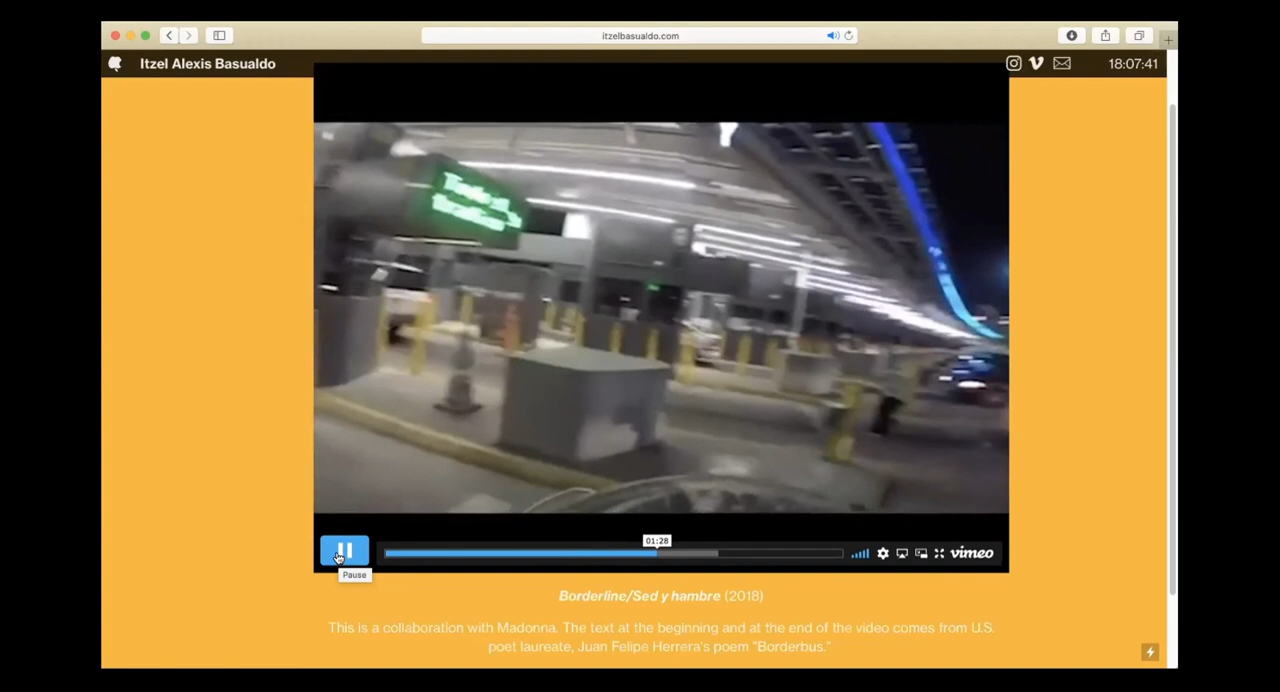 itzelbasualdo.com
Itzel Alexis Basualdo
18:07:41
01:28
vimeo
Pause
Borderline/Sed y hambre (2018)
This is a collaboration with Madonna. The text at the beginning and at the end of the video comes from U.S.
poet laureate, Juan Felipe Herrera's poem "Borderbus."